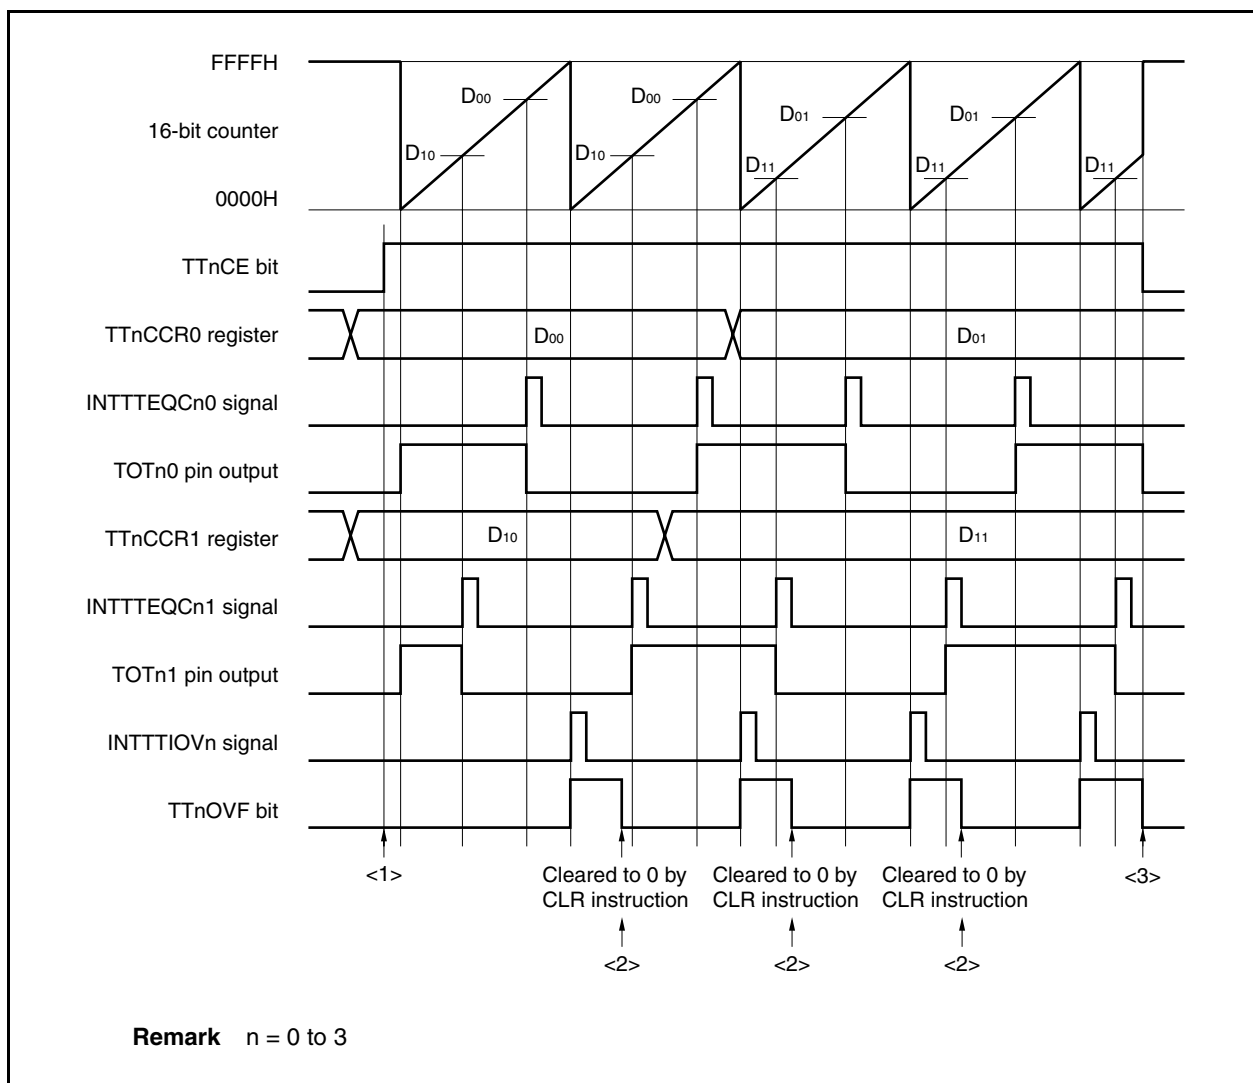 FFFFH
D00
D00
16-bit counter
D01
D01
D10
D10
D11
D11
D11
0000H
TTnCE bit
TTnCCR0 register
D00
D01
INTTTEQCn0 signal
TOTn0 pin output
TTnCCR1 register
D10
D11
INTTTEQCn1 signal
TOTn1 pin output
INTTTIOVn signal
TTnOVF bit
<1>
Cleared to 0 by
CLR instruction
Cleared to 0 by
CLR instruction
Cleared to 0 by
CLR instruction
<3>
<2>
<2>
<2>
Remark n = 0 to 3